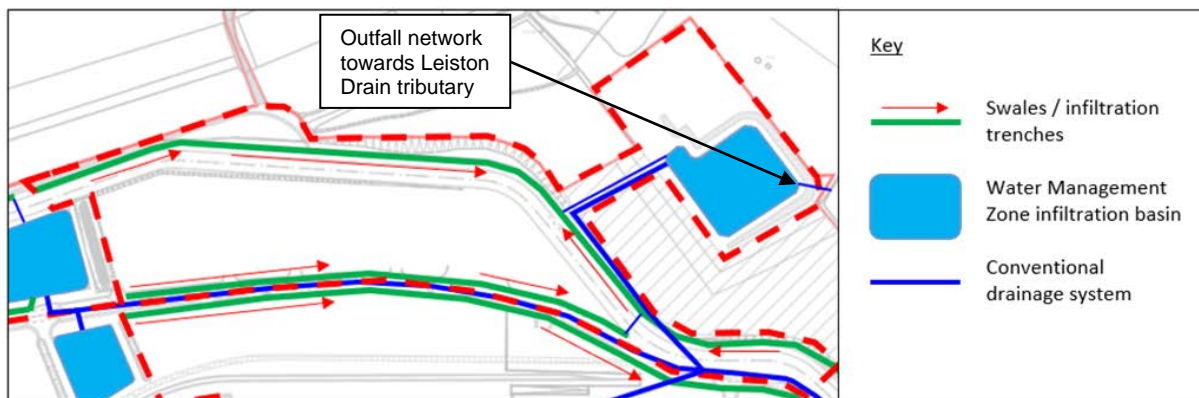 Outfall network
towards Leiston
Drain tributary
Key
Swales / infiltration
trenches
Water Management
Zone infiltration basin
Conventional
drainage system